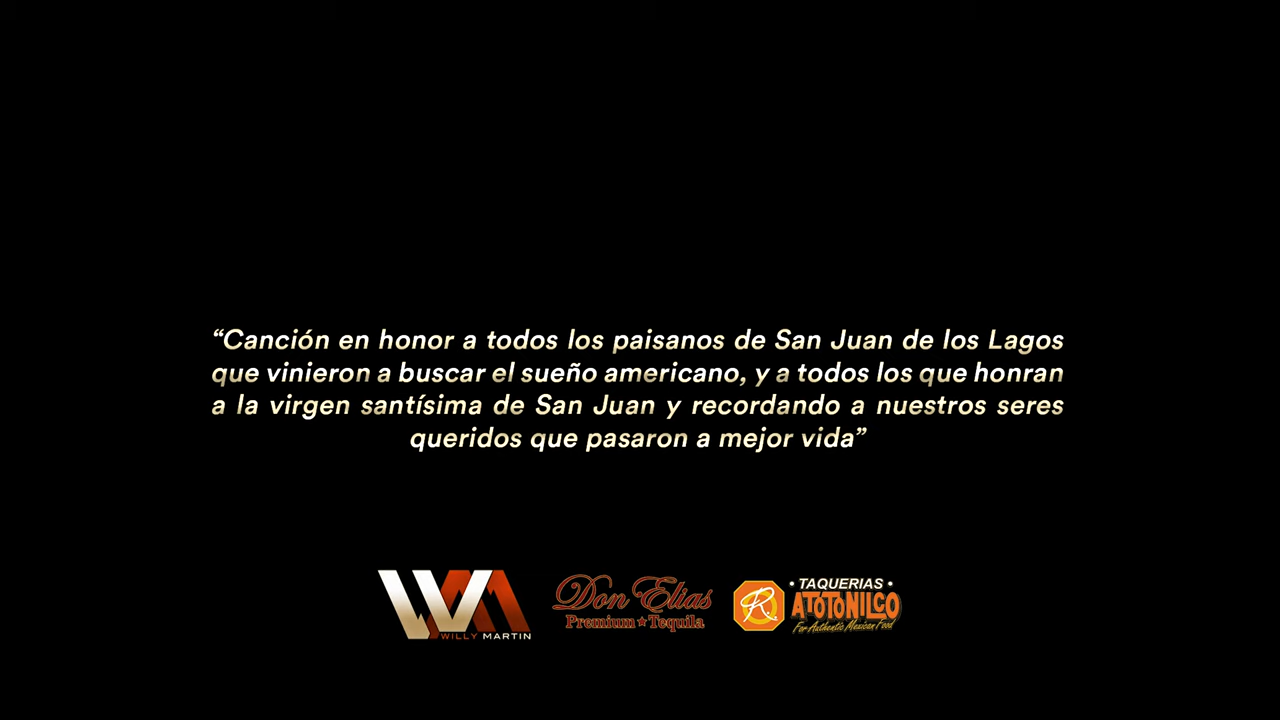 “Canción en honor a todos los paisanos de San Juan de los Lagos
que vinieron a buscar el sueño americano, y a todos los que honran
a la virgen santísima de San Juan y recordando a nuestros seres
queridos que pasaron a mejor vida”
WM
WILLY MARTIN
Don Elias
Premium★Tequila
R.
• TAQUERIAS •
ATOTONILCO
For Authentic Mexican Food